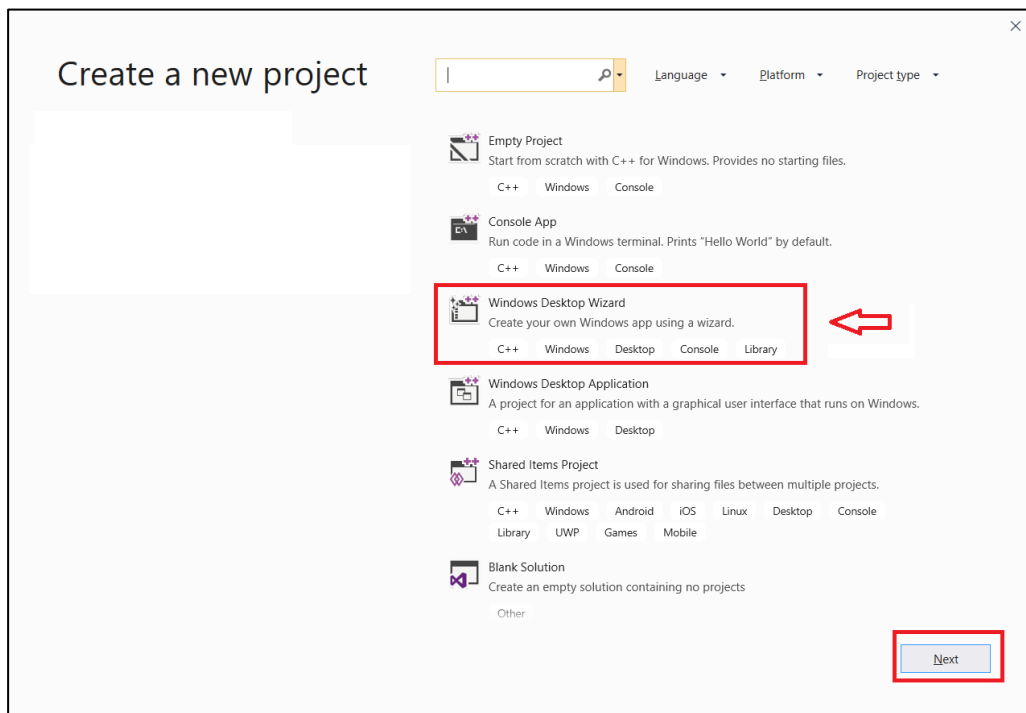 Create a new project
Language
Platform
Project type
Empty Project
Start from scratch with C++ for Windows. Provides no starting files.
C++ Windows Console
Console App
Run code in a Windows terminal. Prints "Hello World" by default.
C++ Windows Console
Windows Desktop Wizard
Create your own Windows app using a wizard.
C++ Windows Desktop Console Library
Windows Desktop Application
A project for an application with a graphical user interface that runs on Windows.
C++ Windows Desktop
Shared Items Project
A Shared Items project is used for sharing files between multiple projects.
C++ Windows Android iOS Linux Desktop Console
Library UWP Games Mobile
Blank Solution
Create an empty solution containing no projects
Other
Next